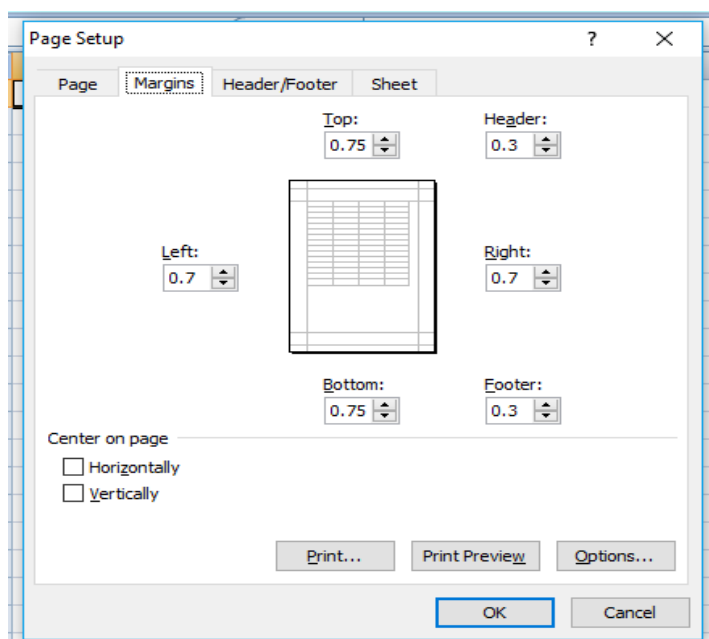 Page Setup ? ×
Page Margins Header/Footer Sheet
Top: Header:
0.75 0.3
Left: Right:
0.7 0.7
Bottom: Footer:
0.75 0.3
Center on page
Horizontally
Vertically
Print... Print Preview Options...
OK Cancel